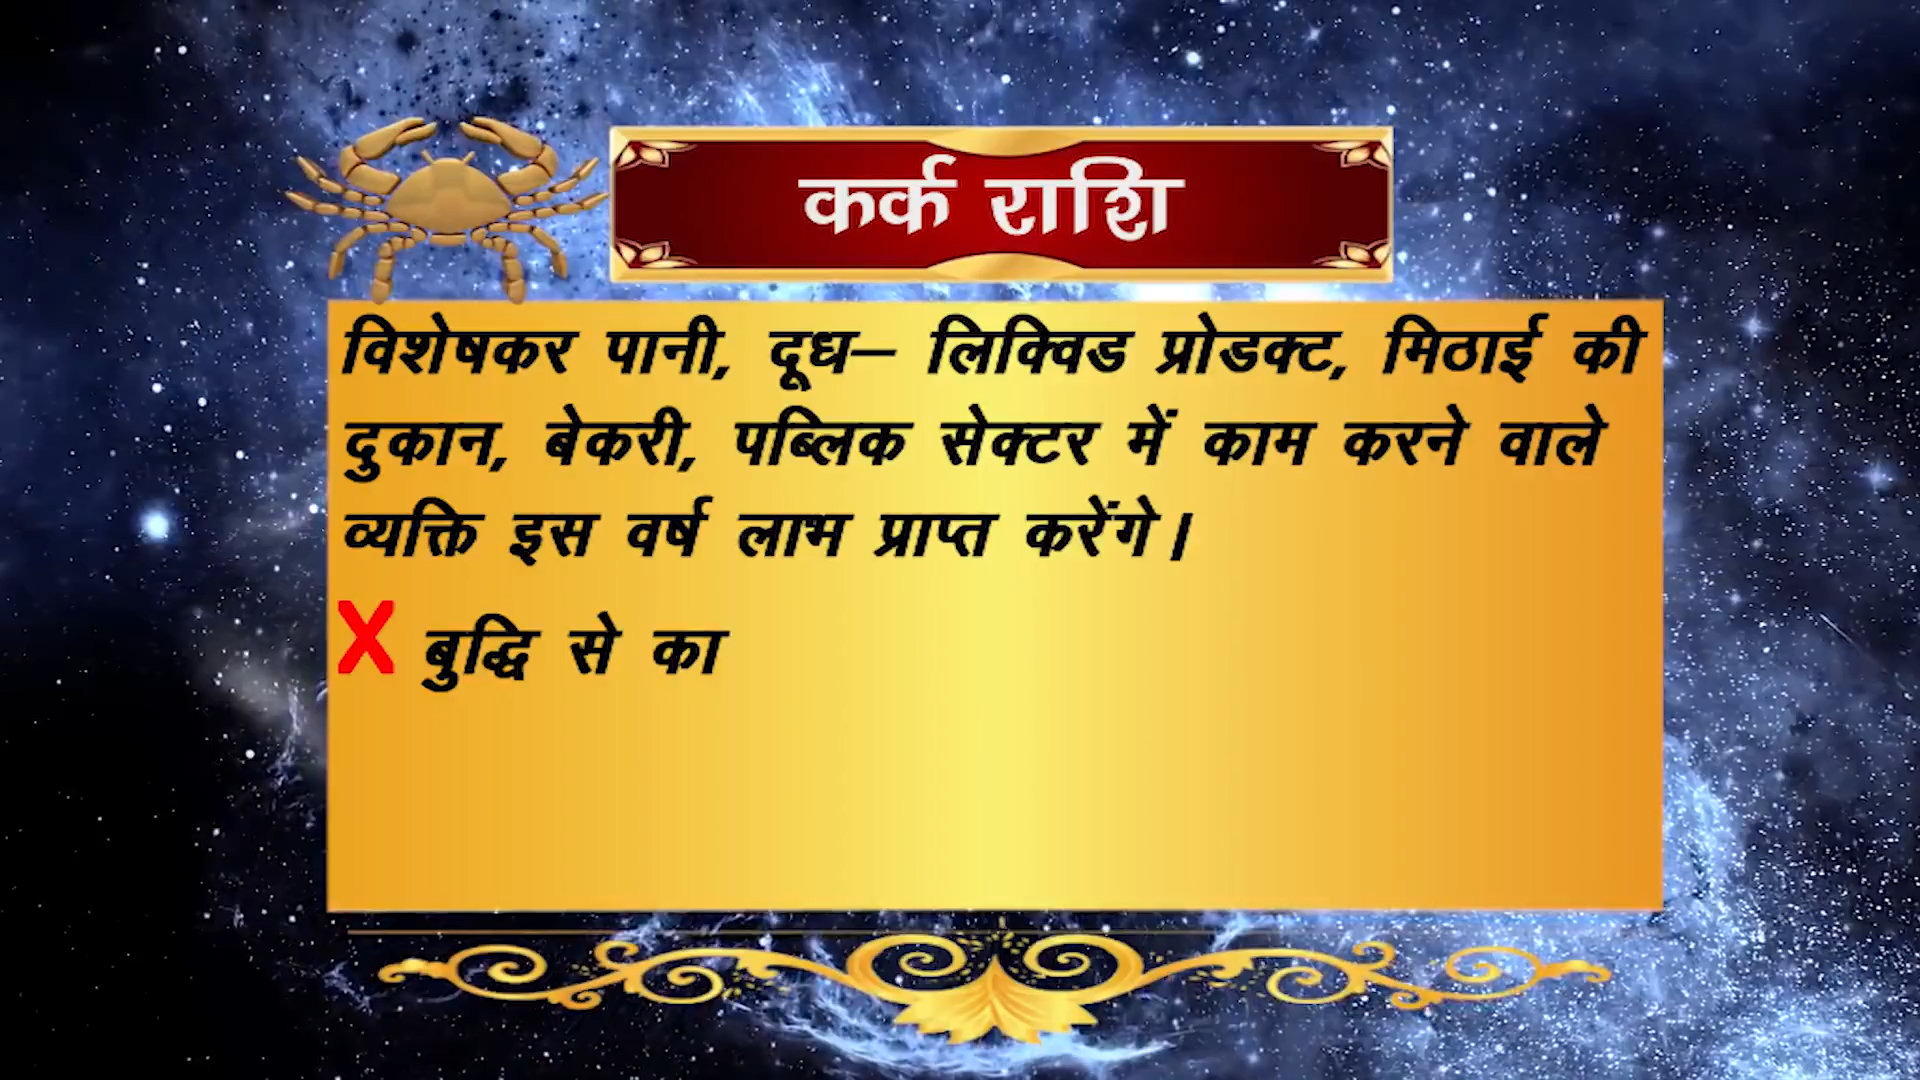 कर्क राशि
विशेषकर पानी, दूध– लिक्विड प्रोडक्ट, मिठाई की
दुकान, बेकरी, पब्लिक सेक्टर में काम करने वाले
व्यक्ति इस वर्ष लाभ प्राप्त करेंगे।
X बुद्धि से का